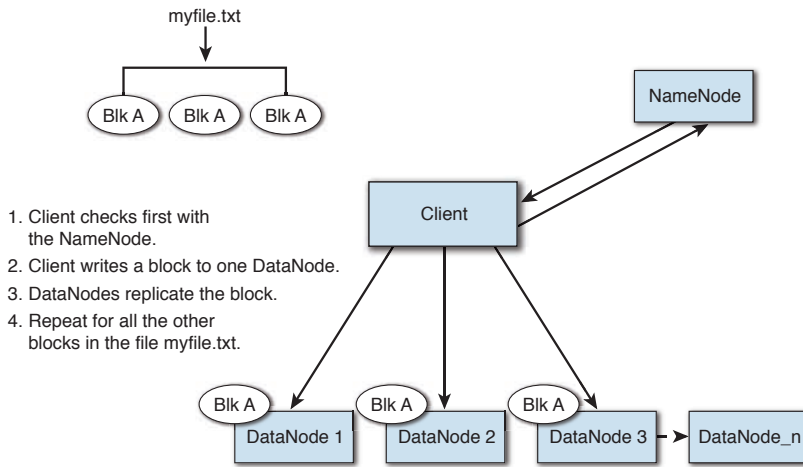 myfile.txt
Blk A
Blk A
Blk A
NameNode
Client
1. Client checks first with
the NameNode.
2. Client writes a block to one DataNode.
3. DataNodes replicate the block.
4. Repeat for all the other
blocks in the file myfile.txt.
Blk A
Blk A
Blk A
DataNode 1
DataNode 2
DataNode 3
DataNode_n